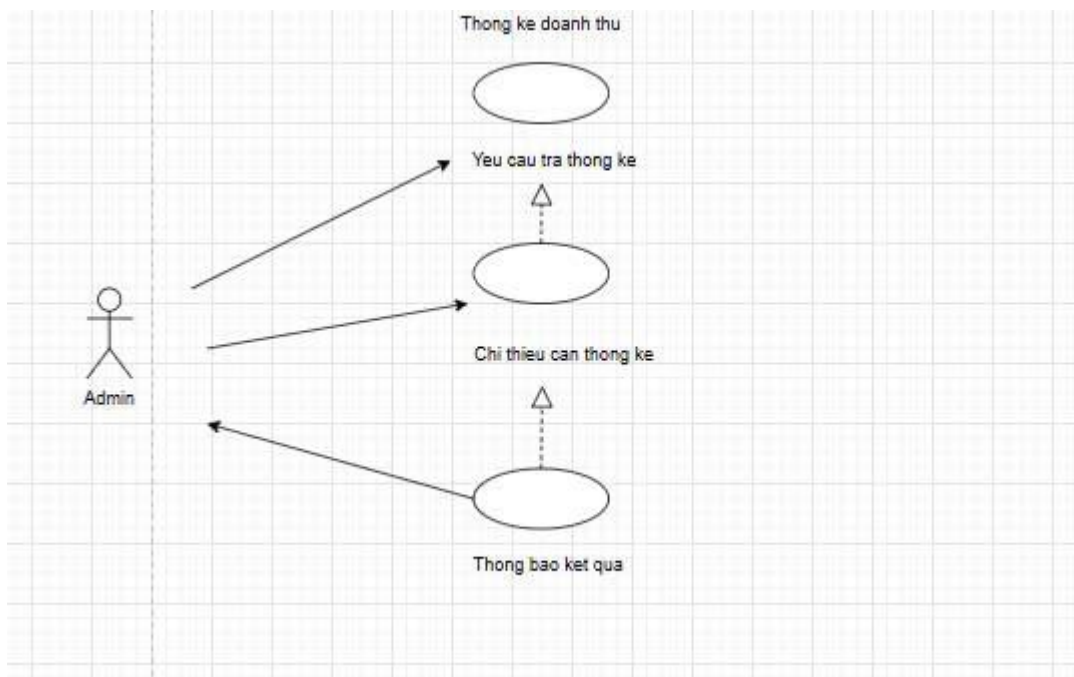 Thong ke doanh thu
Yeu cau tra thong ke
Chi thieu can thong ke
Admin
Thong bao ket qua